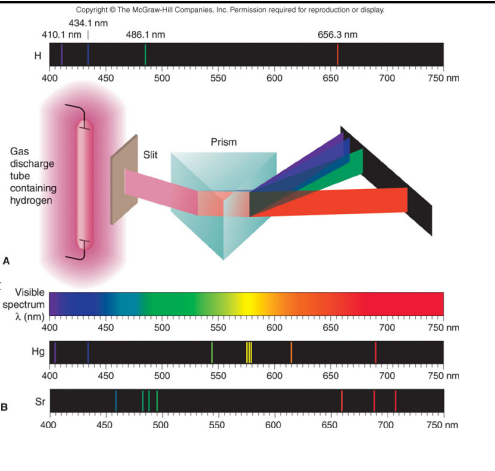 Copyright © The McGraw-Hill Companies, Inc. Permission required for reproduction or display.
434.1 nm
410.1 nm | 486.1 nm 656.3 nm
H
400 450 500 550 600 650 700 750 nm
Gas
discharge
tube
containing
hydrogen
Slit
Prism
A
Visible
spectrum
λ (nm)
400 450 500 550 600 650 700 750 nm
Hg
400 450 500 550 600 650 700 750 nm
B
Sr
400 450 500 550 600 650 700 750 nm